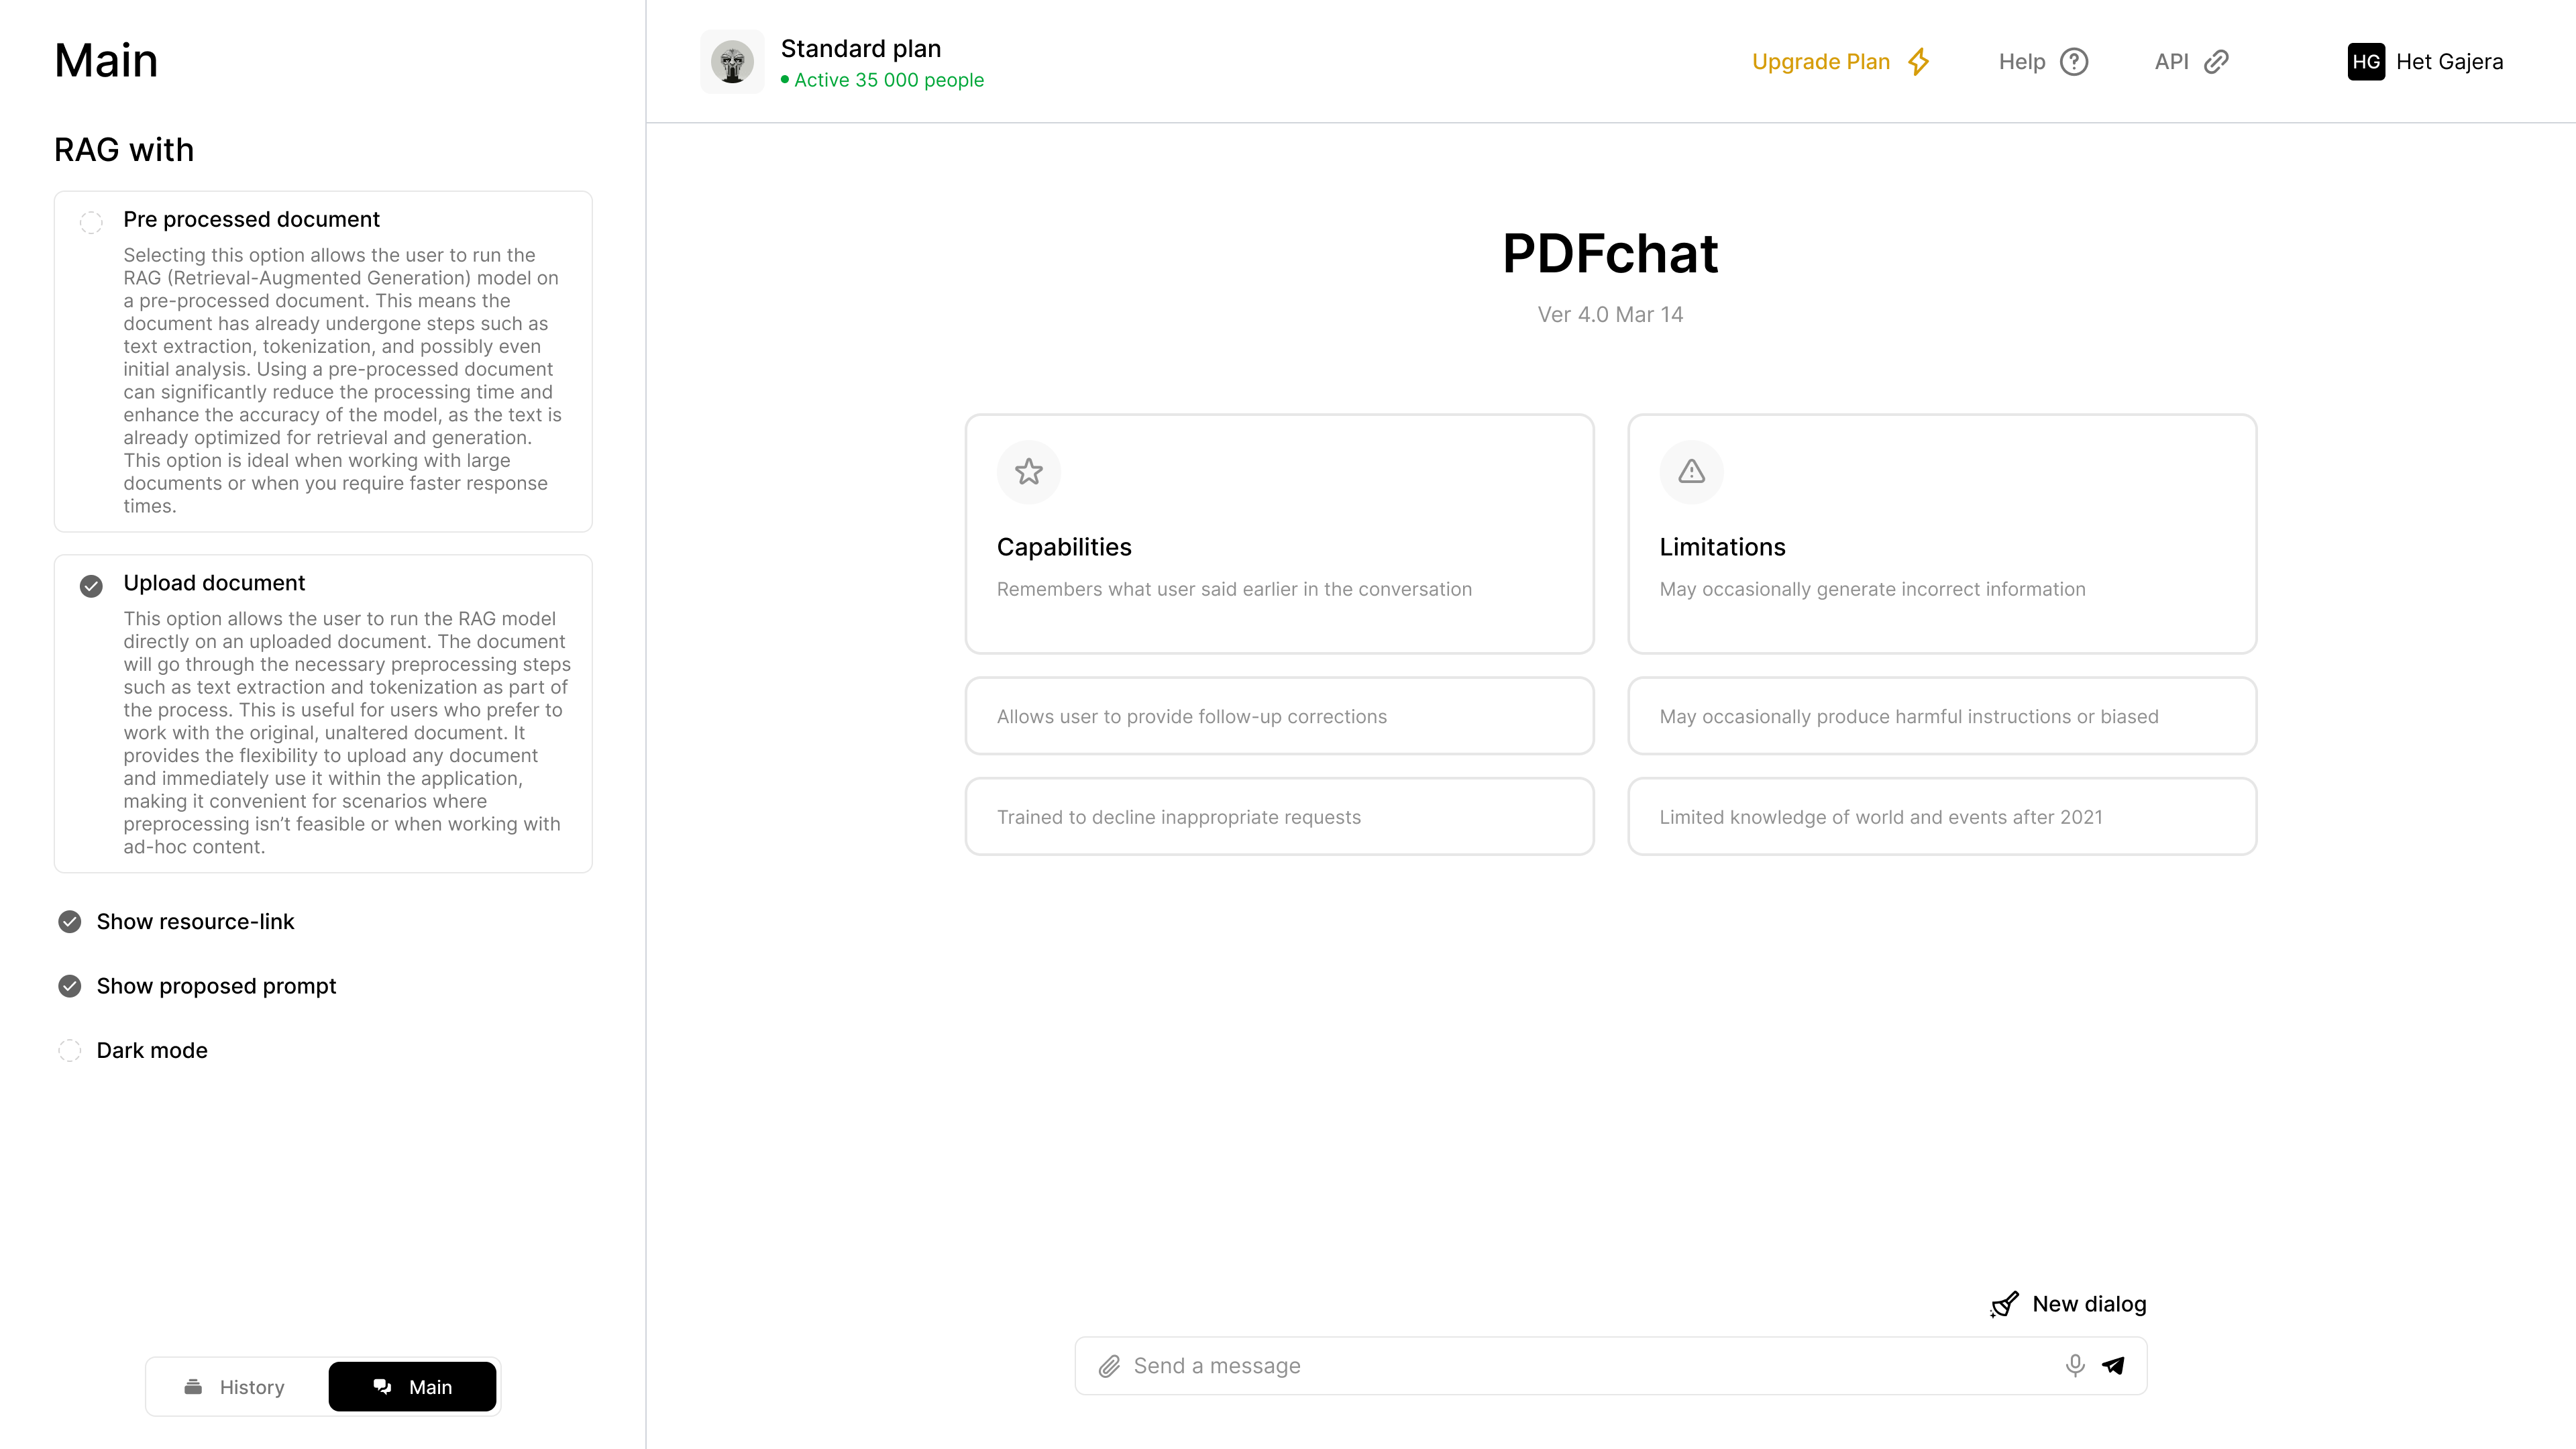 Main
RAG with
Pre processed document
Selecting this option allows the user to run the
RAG (Retrieval-Augmented Generation) model on
a pre-processed document. This means the
document has already undergone steps such as
text extraction, tokenization, and possibly even
initial analysis. Using a pre-processed document
can significantly reduce the processing time and
enhance the accuracy of the model, as the text is
already optimized for retrieval and generation.
This option is ideal when working with large
documents or when you require faster response
times.
Upload document
This option allows the user to run the RAG model
directly on an uploaded document. The document
will go through the necessary preprocessing steps
such as text extraction and tokenization as part of
the process. This is useful for users who prefer to
work with the original, unaltered document. It
provides the flexibility to upload any document
and immediately use it within the application,
making it convenient for scenarios where
preprocessing isn’t feasible or when working with
ad-hoc content.
Show resource-link
Show proposed prompt
Dark mode
History
Main
Standard plan
Active 35 000 people
Upgrade Plan
Help
API
HG Het Gajera
PDFchat
Ver 4.0 Mar 14
Capabilities
Remembers what user said earlier in the conversation
Allows user to provide follow-up corrections
Trained to decline inappropriate requests
Limitations
May occasionally generate incorrect information
May occasionally produce harmful instructions or biased
Limited knowledge of world and events after 2021
New dialog
Send a message